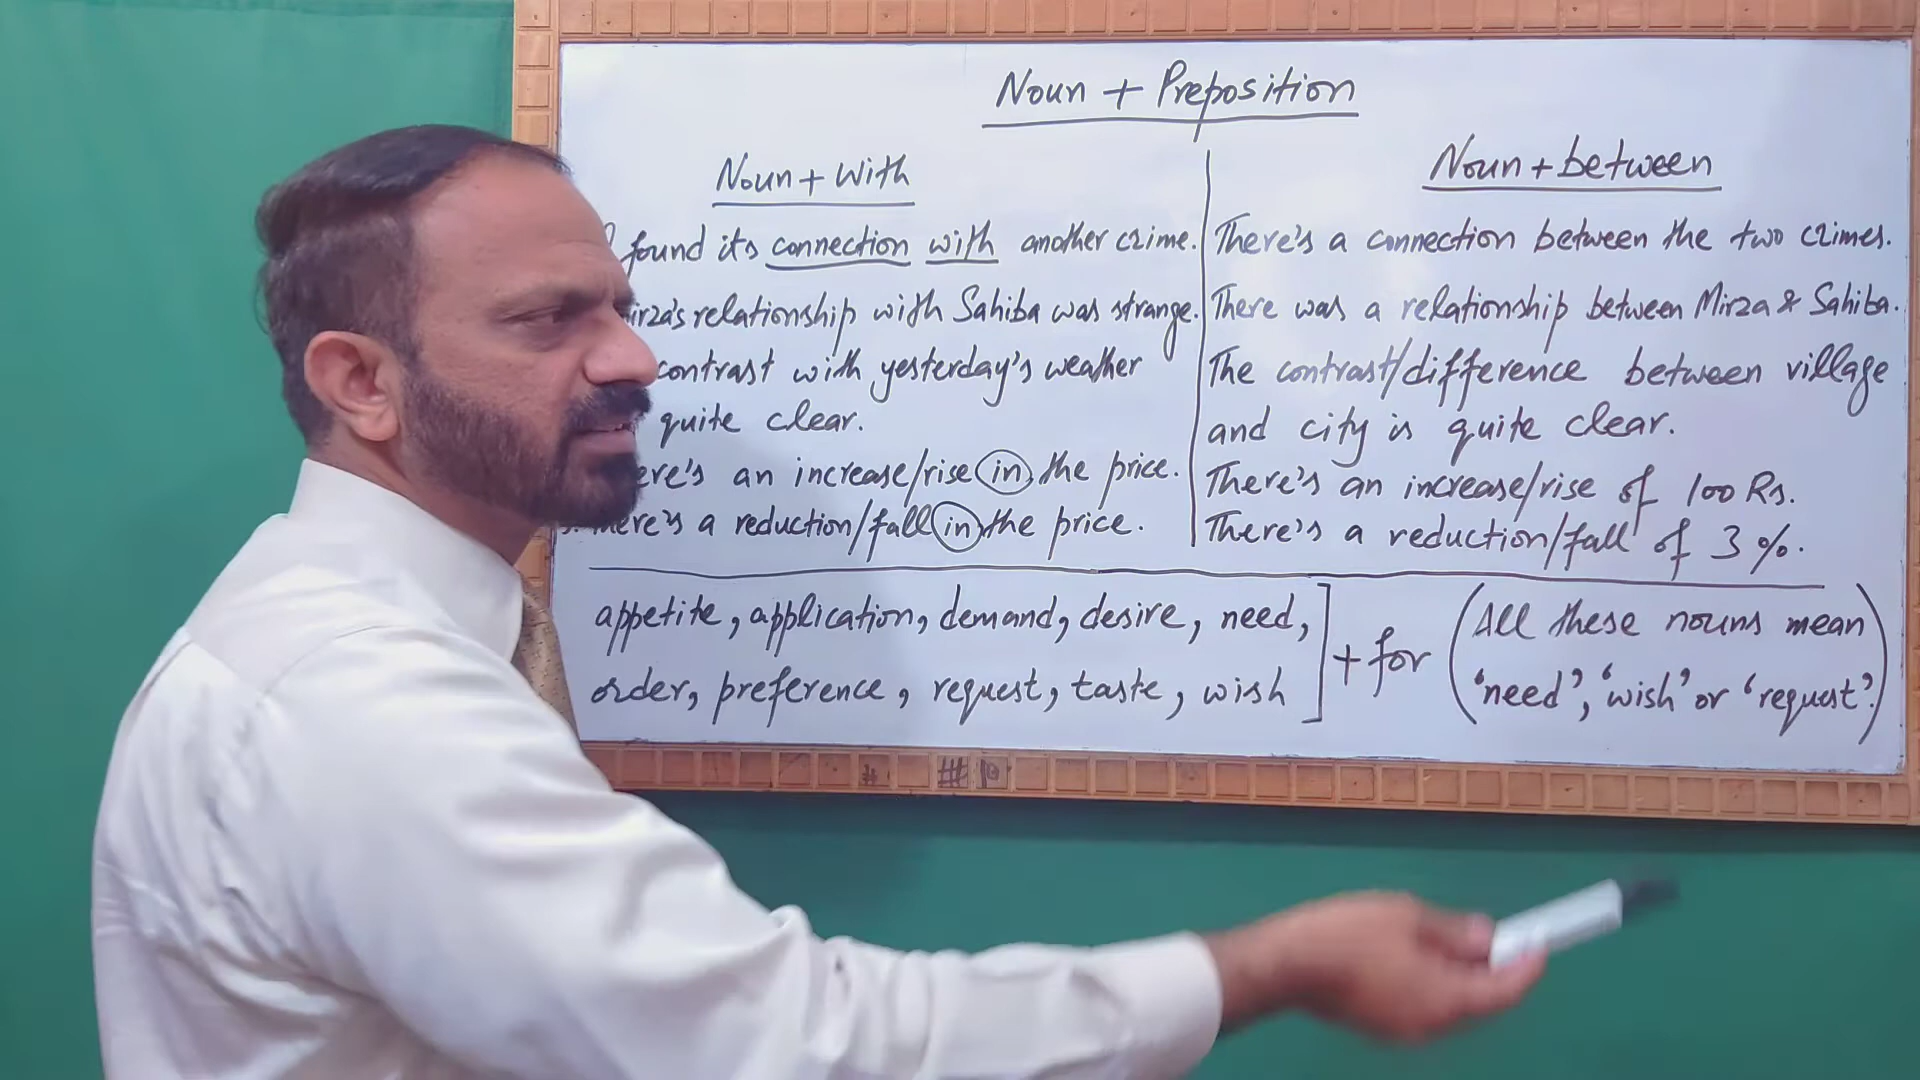 Noun + Preposition
Noun + With
found its connection with another crime.
relationship with Sahiba was strange.
contrast with yesterday's weather
quite clear.
an increase/rise in the price.
There's a reduction/fall in the price.
Noun + between
There's a connection between the two crimes.
There was a relationship between Mirza & Sahiba.
The contrast/difference between village
and city is quite clear.
There's an increase/rise of 100 Rs.
There's a reduction/fall of 3 %.
appetite, application, demand, desire, need,
order, preference, request, taste, wish
+ for
(All these nouns mean
'need', 'wish' or 'request'.)